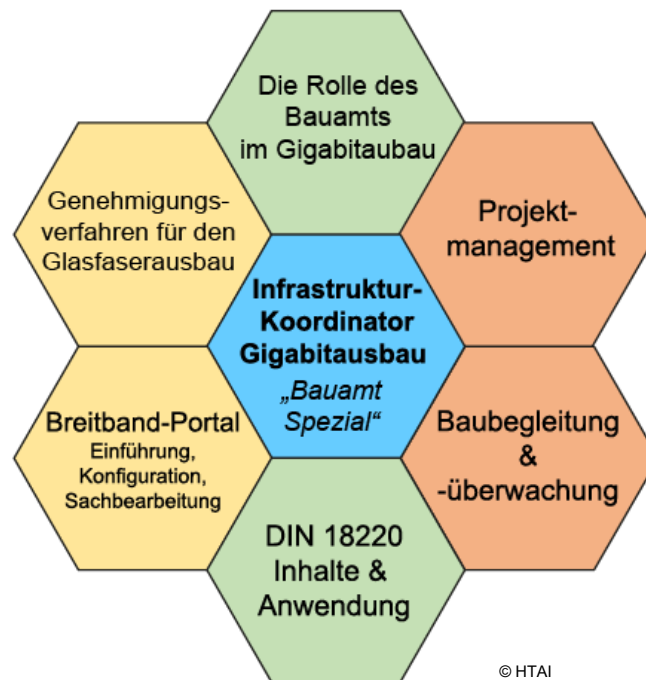 Die Rolle des
Bauamts
im Gigabitaubau
Genehmigungs-
verfahren für den
Glasfaserausbau
Projekt-
management
Infrastruktur-
Koordinator
Gigabitausbau
„Bauamt
Spezial“
Breitband-Portal
Einführung,
Konfiguration,
Sachbearbeitung
Baubegleitung
&
-überwachung
DIN 18220
Inhalte &
Anwendung
© HTAI